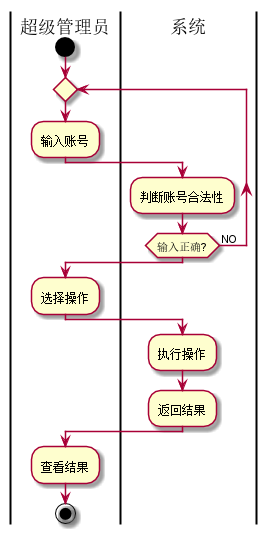 超级管理员
系统
输入账号
判断账号合法性
输入正确?
NO
选择操作
执行操作
返回结果
查看结果